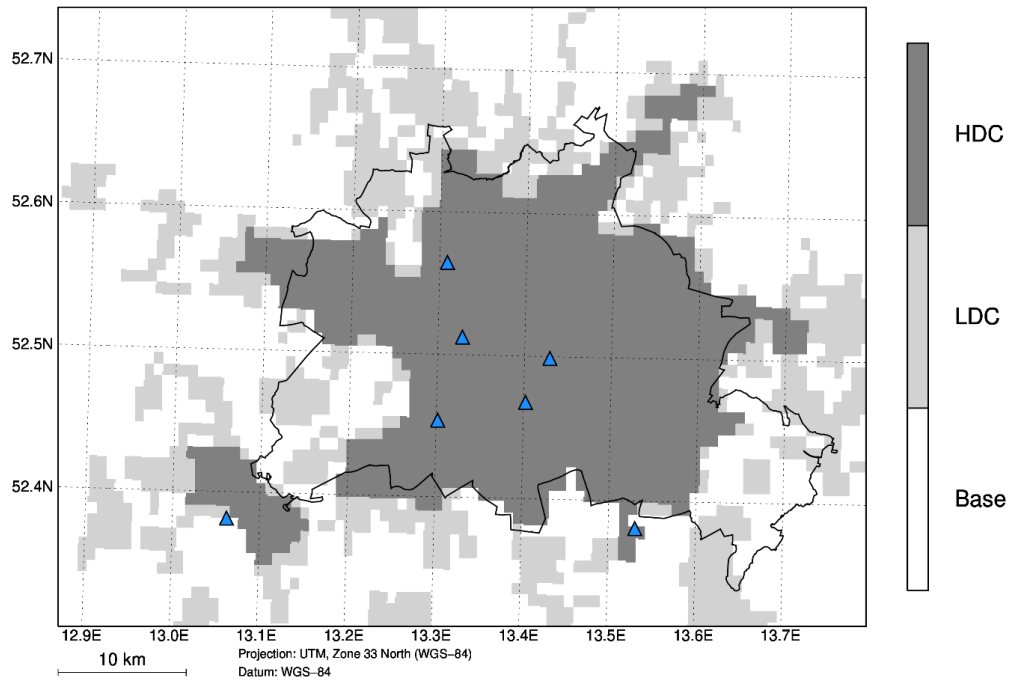 52.7N
52.6N
52.5N
52.4N
12.9E 13.0E 13.1E 13.2E 13.3E 13.4E 13.5E 13.6E 13.7E
10 km
Projection: UTM, Zone 33 North (WGS−84)
Datum: WGS−84
HDC
LDC
Base